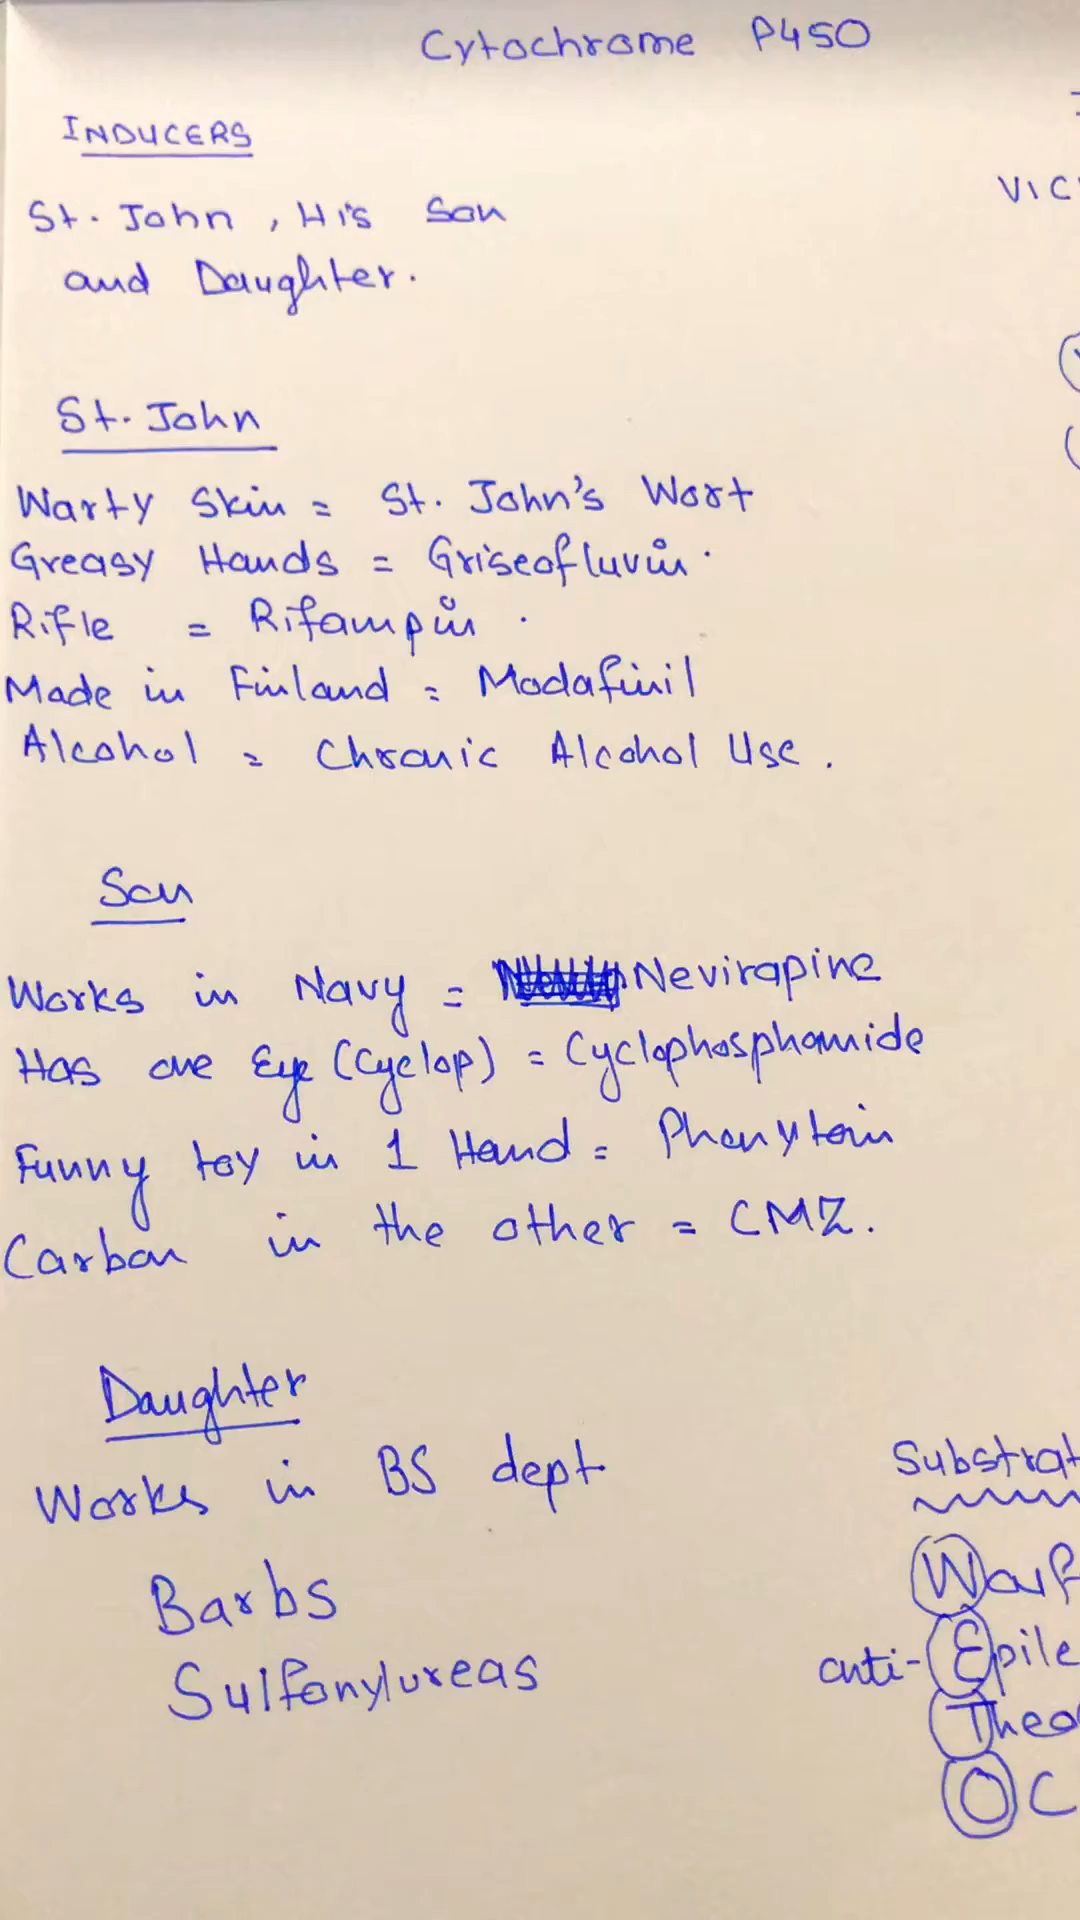 Cytochrome P450
INDUCERS
St. John, His Son
and Daughter.
St. John
Warty Skin = St. John's Wort
Greasy Hands = Griseofluvin.
Rifle = Rifampin.
Made in Finland = Modafinil
Alcohol = Chronic Alcohol Use.
Son
Works in Navy = Nevirapine
Has one Eye (Cyclop) = Cyclophosphamide
Funny toy in 1 Hand = Phenytoin
Carbon in the other = CMZ.
Daughter
Works in BS dept
Barbs
Sulfonylureas
VIC
Substrat
Warf
anti-Epile
Theo
OC